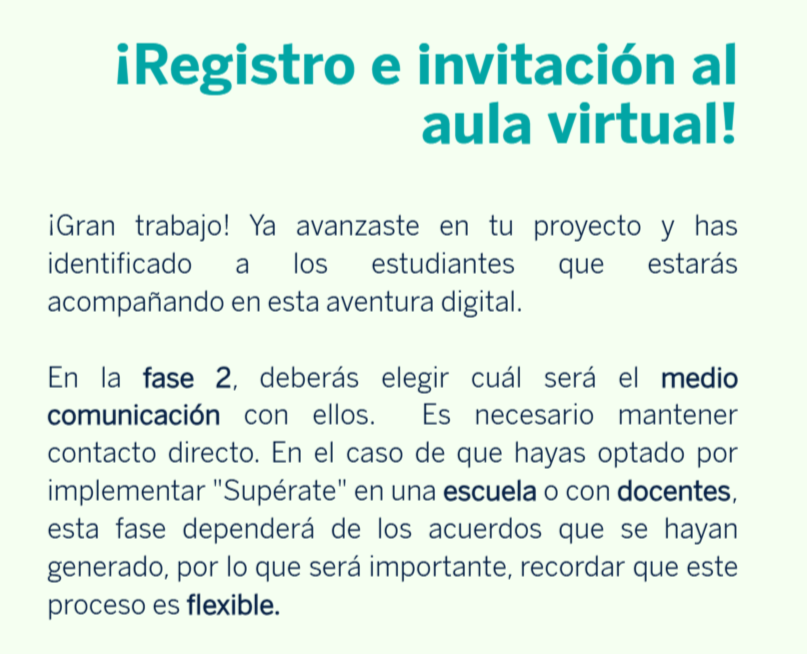 ¡Registro e invitación al
aula virtual!
¡Gran trabajo! Ya avanzaste en tu proyecto y has
identificado a los estudiantes que estarás
acompañando en esta aventura digital.
En la fase 2, deberás elegir cuál será el medio
comunicación con ellos. Es necesario mantener
contacto directo. En el caso de que hayas optado por
implementar "Supérate" en una escuela o con docentes,
esta fase dependerá de los acuerdos que se hayan
generado, por lo que será importante, recordar que este
proceso es flexible.